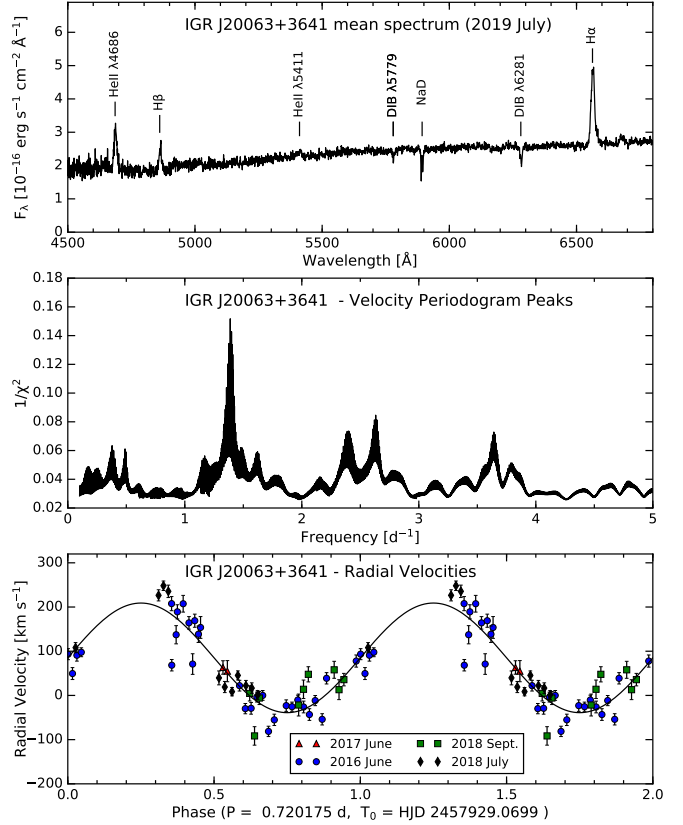 IGR J20063+3641 mean spectrum (2019 July)
HeII λ4686
Hβ
HeII λ5411
DIB λ5779
NaD
DIB λ6281
Hα
6
5
4
3
2
1
0
Fλ [10⁻¹⁶ erg s⁻¹ cm⁻² Å⁻¹]
4500 5000 5500 6000 6500
Wavelength [Å]
IGR J20063+3641 - Velocity Periodogram Peaks
0.18
0.16
0.14
0.12
0.10
0.08
0.06
0.04
0.02
1/χ²
0 1 2 3 4 5
Frequency [d⁻¹]
IGR J20063+3641 - Radial Velocities
300
200
100
0
−100
−200
Radial Velocity [km s⁻¹]
2017 June 2018 Sept.
2016 June 2018 July
0.0 0.5 1.0 1.5 2.0
Phase (P = 0.720175 d, T₀ = HJD 2457929.0699 )